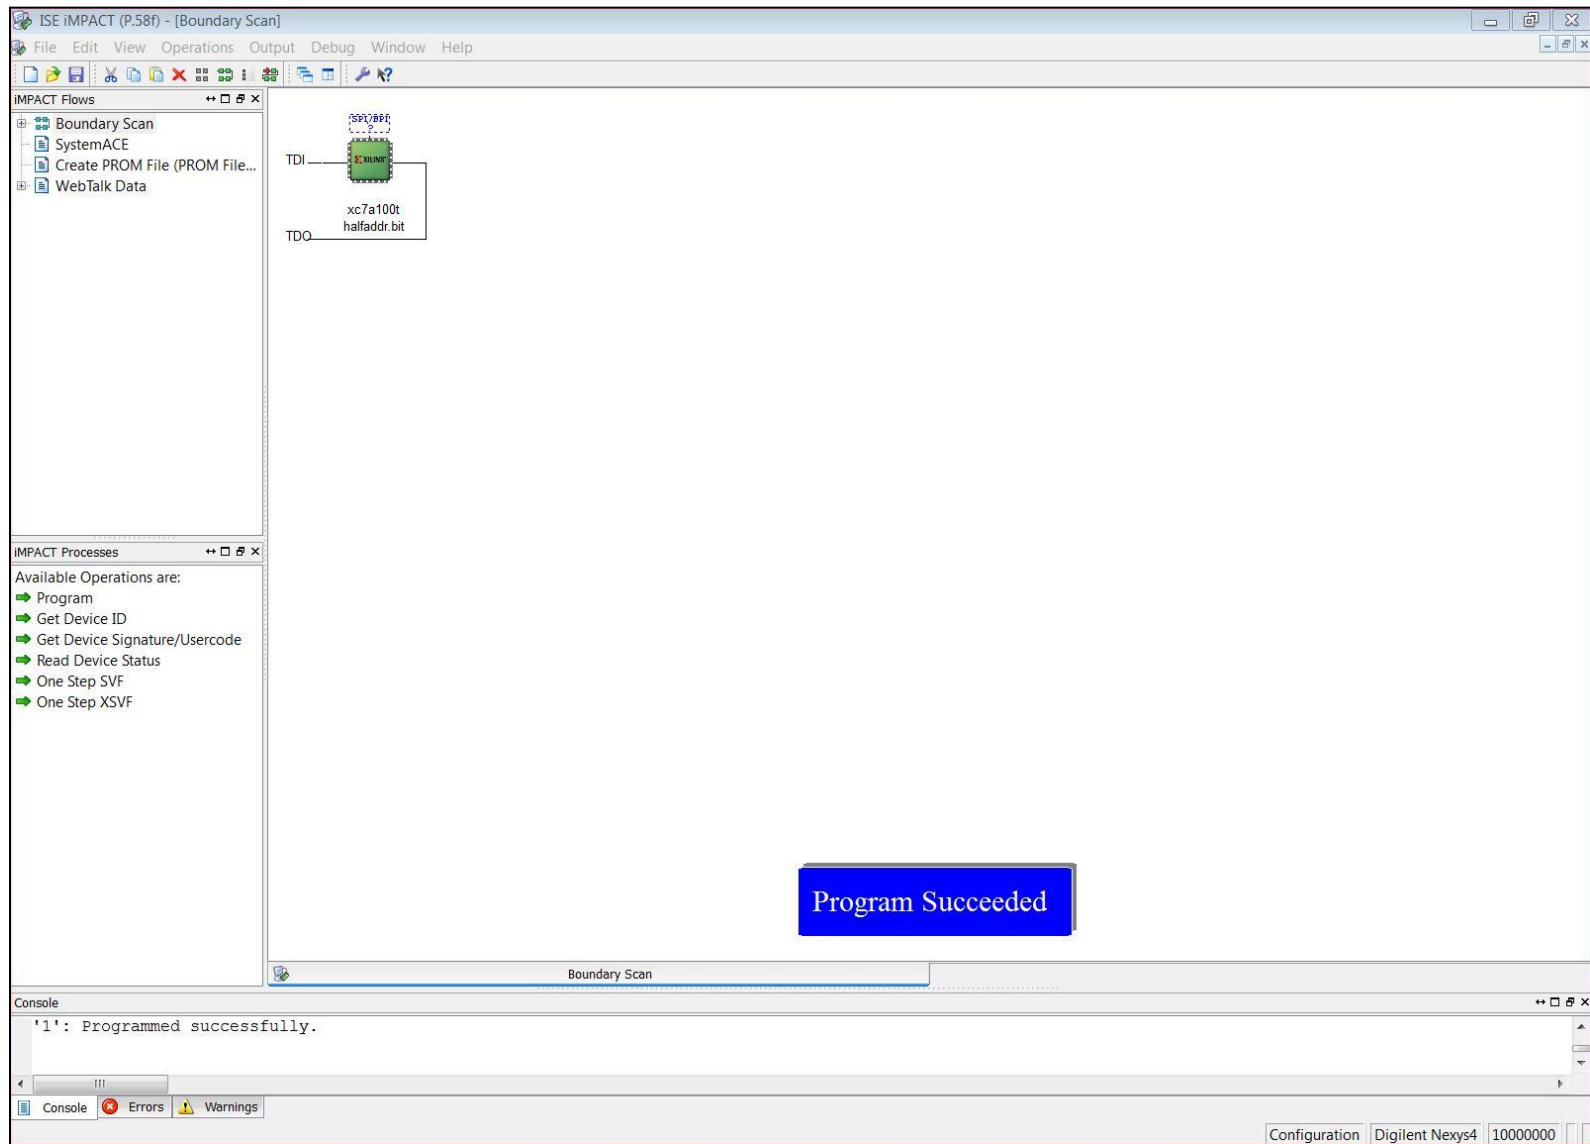 ISE iMPACT (P.58f) - [Boundary Scan]
File Edit View Operations Output Debug Window Help
iMPACT Flows
Boundary Scan
SystemACE
Create PROM File (PROM File...
WebTalk Data
SPI/BPI
?
TDI
XILINX
xc7a100t
halfaddr.bit
TDO
iMPACT Processes
Available Operations are:
Program
Get Device ID
Get Device Signature/Usercode
Read Device Status
One Step SVF
One Step XSVF
Program Succeeded
Boundary Scan
Console
'1': Programmed successfully.
Console Errors Warnings
Configuration Digilent Nexys4 10000000